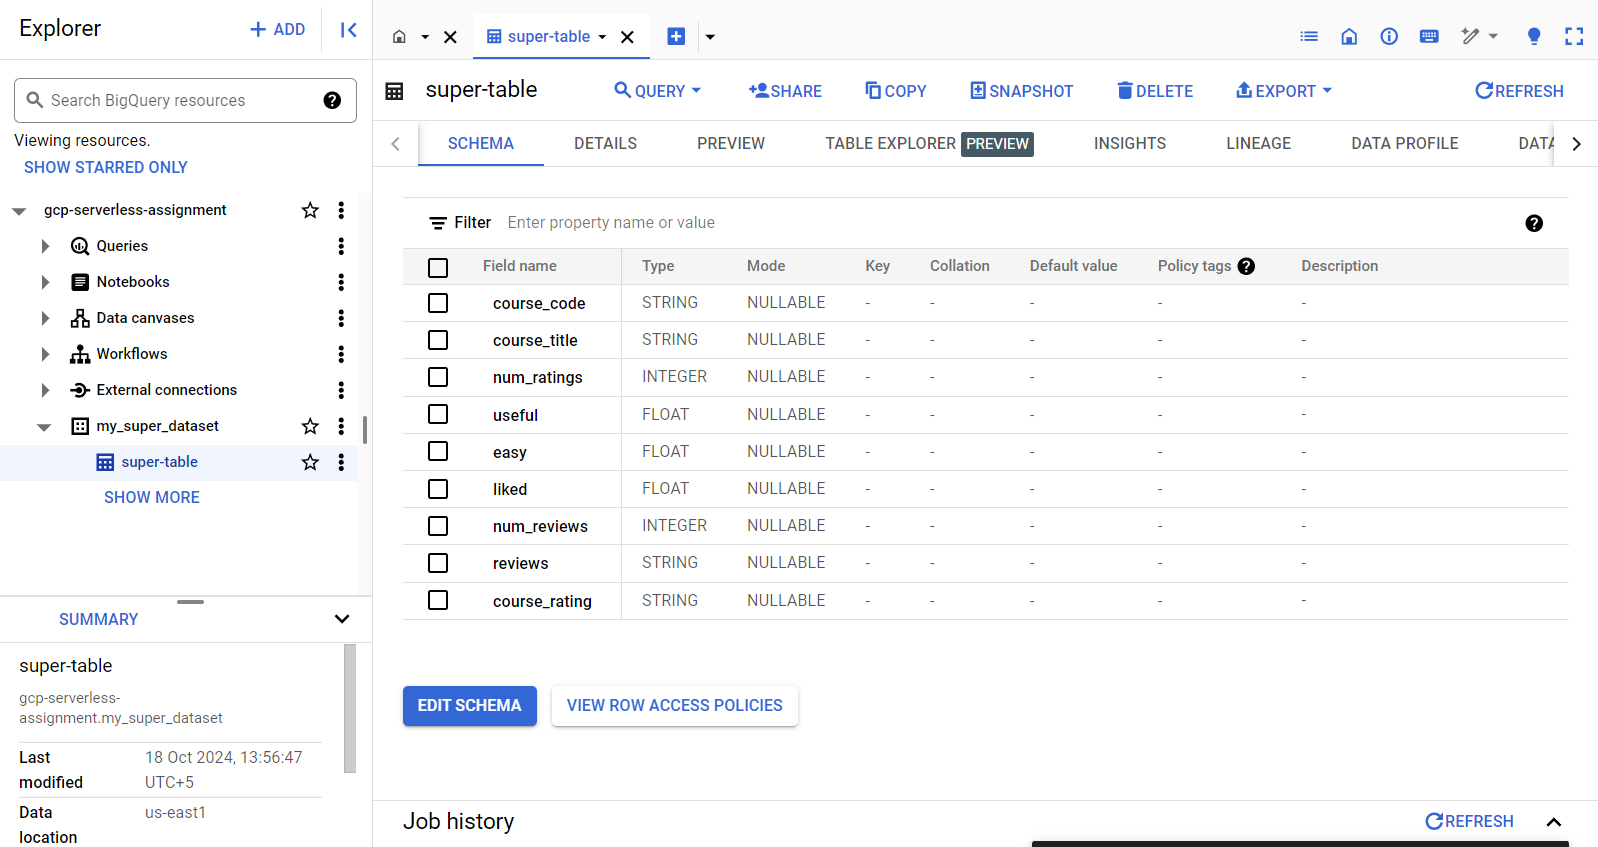 Explorer
ADD
Search BigQuery resources
Viewing resources.
SHOW STARRED ONLY
gcp-serverless-assignment
Queries
Notebooks
Data canvases
Workflows
External connections
my_super_dataset
super-table
SHOW MORE
SUMMARY
super-table
gcp-serverless-
assignment.my_super_dataset
Last modified 18 Oct 2024, 13:56:47 UTC+5
Data location us-east1
super-table
super-table QUERY SHARE COPY SNAPSHOT DELETE EXPORT REFRESH
SCHEMA DETAILS PREVIEW TABLE EXPLORER PREVIEW INSIGHTS LINEAGE DATA PROFILE DATA
Filter Enter property name or value
Field name Type Mode Key Collation Default value Policy tags Description
course_code STRING NULLABLE - - - - -
course_title STRING NULLABLE - - - - -
num_ratings INTEGER NULLABLE - - - - -
useful FLOAT NULLABLE - - - - -
easy FLOAT NULLABLE - - - - -
liked FLOAT NULLABLE - - - - -
num_reviews INTEGER NULLABLE - - - - -
reviews STRING NULLABLE - - - - -
course_rating STRING NULLABLE - - - - -
EDIT SCHEMA VIEW ROW ACCESS POLICIES
Job history REFRESH